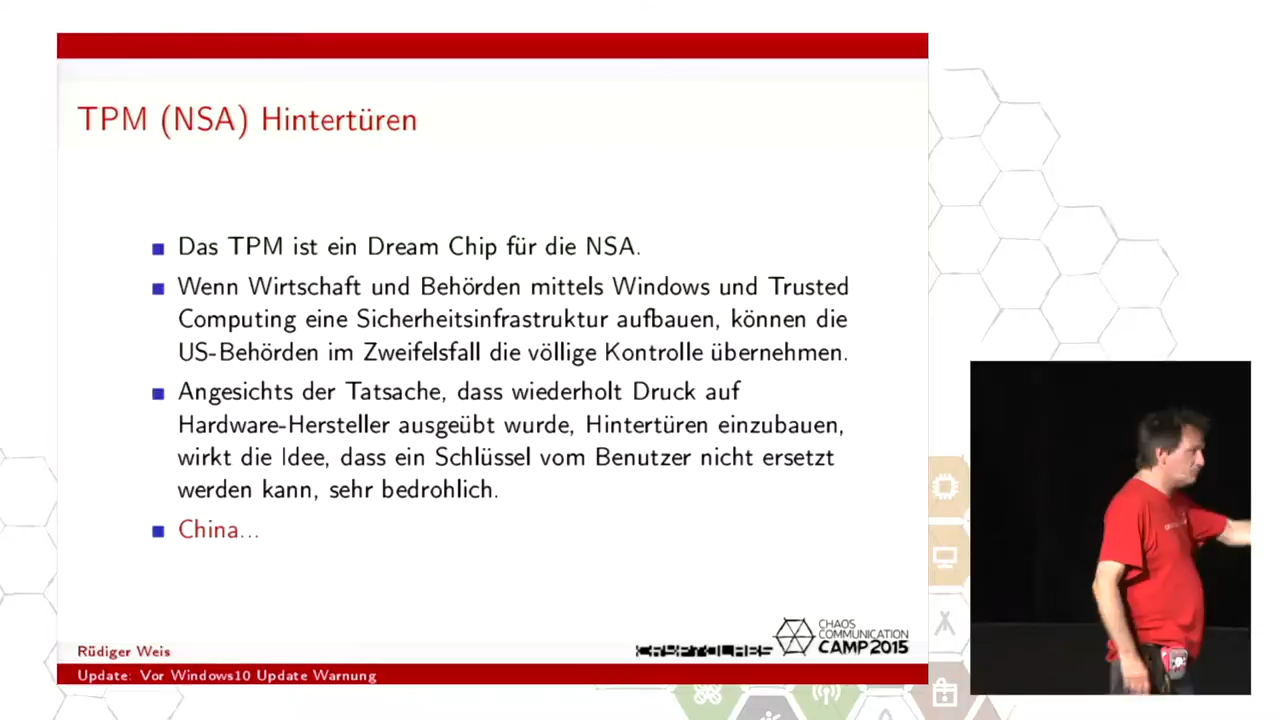 TPM (NSA) Hintertüren
Das TPM ist ein Dream Chip für die NSA.
Wenn Wirtschaft und Behörden mittels Windows und Trusted
Computing eine Sicherheitsinfrastruktur aufbauen, können die
US-Behörden im Zweifelsfall die völlige Kontrolle übernehmen.
Angesichts der Tatsache, dass wiederholt Druck auf
Hardware-Hersteller ausgeübt wurde, Hintertüren einzubauen,
wirkt die Idee, dass ein Schlüssel vom Benutzer nicht ersetzt
werden kann, sehr bedrohlich.
China...
CHAOS
COMMUNICATION
CAMP 2015
Rüdiger Weis
CRYPTOLABS
Update: Vor Windows10 Update Warnung